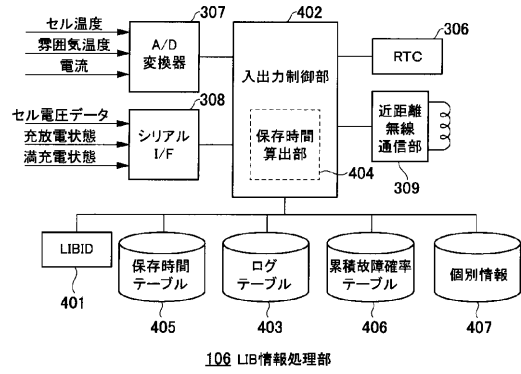 セル温度
雰囲気温度
電流
307
A/D
変換器
402
入出力制御部
306
RTC
セル電圧データ
充放電状態
満充電状態
308
シリアル
I/F
保存時間
算出部
404
近距離
無線
通信部
309
LIBID
401
保存時間
テーブル
405
ログ
テーブル
403
累積故障確率
テーブル
406
個別情報
407
106 LIB情報処理部